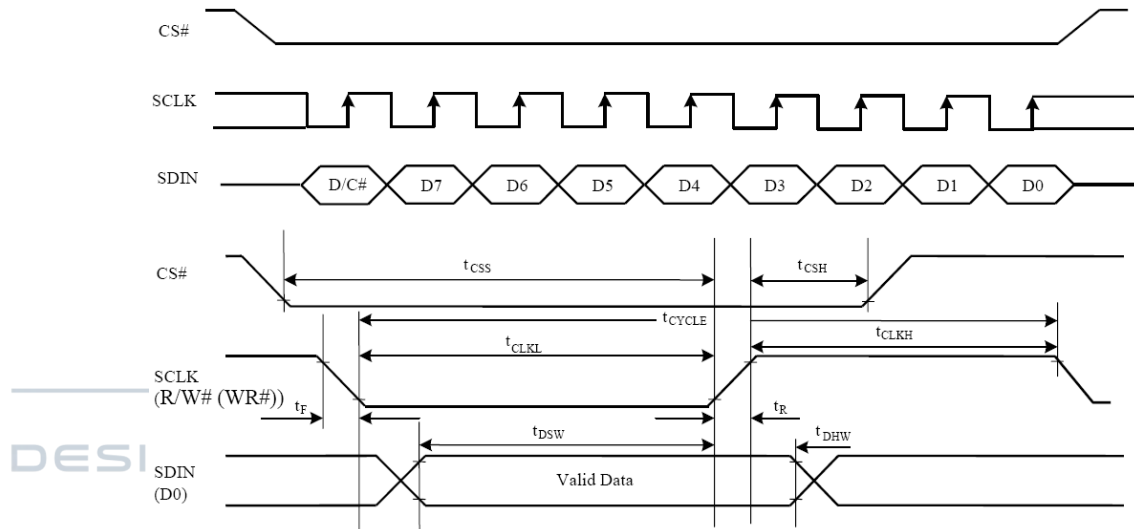 CS#
SCLK
SDIN D/C# D7 D6 D5 D4 D3 D2 D1 D0
CS# tCSS tCSH
tCYCLE
tCLKL tCLKH
SCLK
(R/W# (WR#))
tF tR
tDSW tDHW
DESI
SDIN Valid Data
(D0)